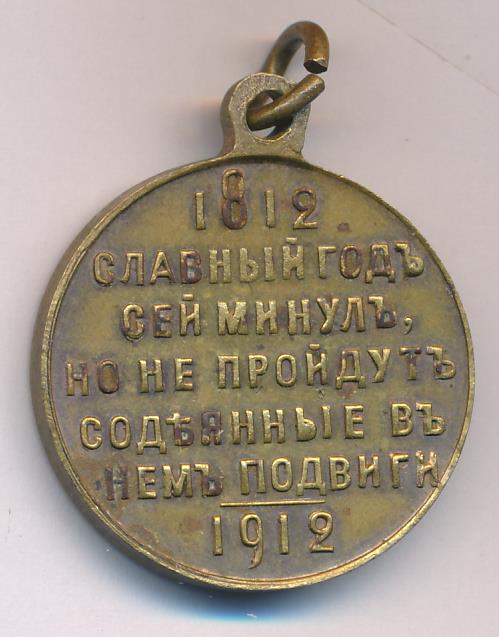 1812
СЛАВНЫЙ ГОДЪ
СЕЙ МИНУЛЪ,
НО НЕ ПРОЙДУТЪ
СОДѢЯННЫЕ ВЪ
НЕМЪ ПОДВИГИ
1912